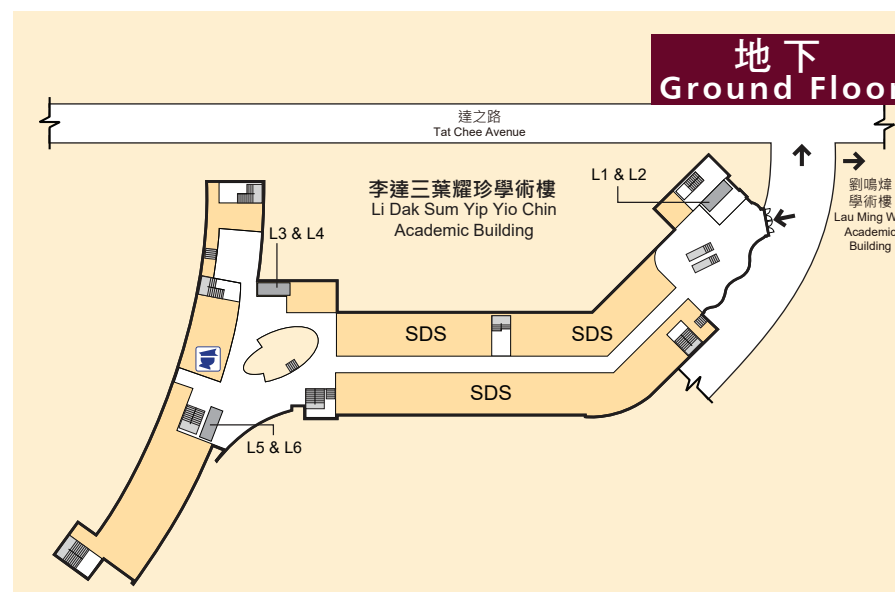 地下
Ground Floor
達之路
Tat Chee Avenue
李達三葉耀珍學術樓
Li Dak Sum Yip Yio Chin
Academic Building
L1 & L2
劉鳴煒
學術樓
Lau Ming W
Academic
Building
L3 & L4
SDS
SDS
SDS
L5 & L6